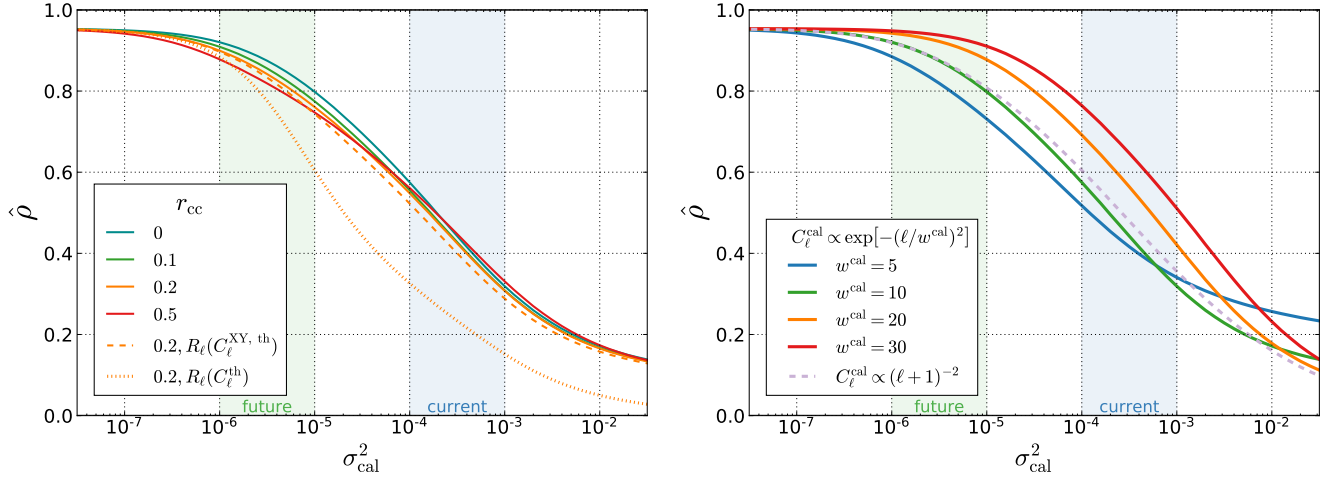 1.0
0.8
0.6
0.4
0.2
0.0
ρ̂
r_cc
0
0.1
0.2
0.5
0.2, R_ℓ(C_ℓ^{XY, th})
0.2, R_ℓ(C_ℓ^{th})
future
current
10^{-7} 10^{-6} 10^{-5} 10^{-4} 10^{-3} 10^{-2}
σ²_cal
1.0
0.8
0.6
0.4
0.2
0.0
ρ̂
C_ℓ^{cal} ∝ exp[−(ℓ/w^{cal})²]
w^{cal} = 5
w^{cal} = 10
w^{cal} = 20
w^{cal} = 30
C_ℓ^{cal} ∝ (ℓ+1)^{−2}
future
current
10^{-7} 10^{-6} 10^{-5} 10^{-4} 10^{-3} 10^{-2}
σ²_cal